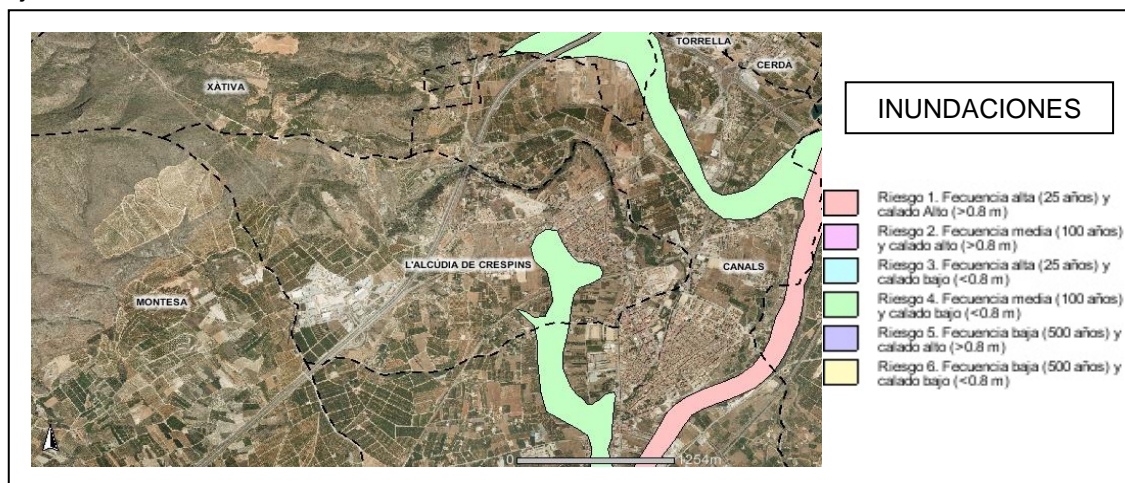 TORRELLA
CERDÀ
XÀTIVA
L'ALCÚDIA DE CRESPINS
CANALS
MONTESA
0
1254m
INUNDACIONES
Riesgo 1. Fecuencia alta (25 años) y
calado Alto (>0.8 m)
Riesgo 2. Fecuencia media (100 años)
y calado alto (>0.8 m)
Riesgo 3. Fecuencia alta (25 años) y
calado bajo (<0.8 m)
Riesgo 4. Fecuencia media (100 años)
y calado bajo (<0.8 m)
Riesgo 5. Fecuencia baja (500 años) y
calado alto (>0.8 m)
Riesgo 6. Fecuencia baja (500 años) y
calado bajo (<0.8 m)